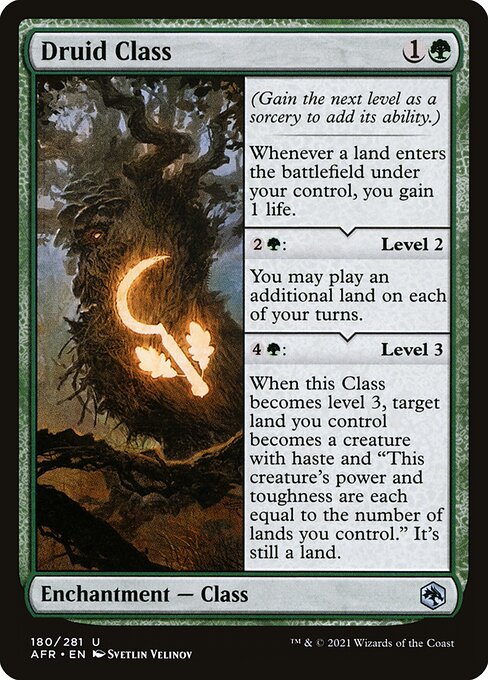 Druid Class 1
(Gain the next level as a
sorcery to add its ability.)
Whenever a land enters
the battlefield under
your control, you gain
1 life.
2 : Level 2
You may play an
additional land on each
of your turns.
4 : Level 3
When this Class
becomes level 3, target
land you control
becomes a creature
with haste and “This
creature's power and
toughness are each
equal to the number of
lands you control.” It's
still a land.
Enchantment — Class
180/281 U
AFR • EN Svetlin Velinov
™ & © 2021 Wizards of the Coast